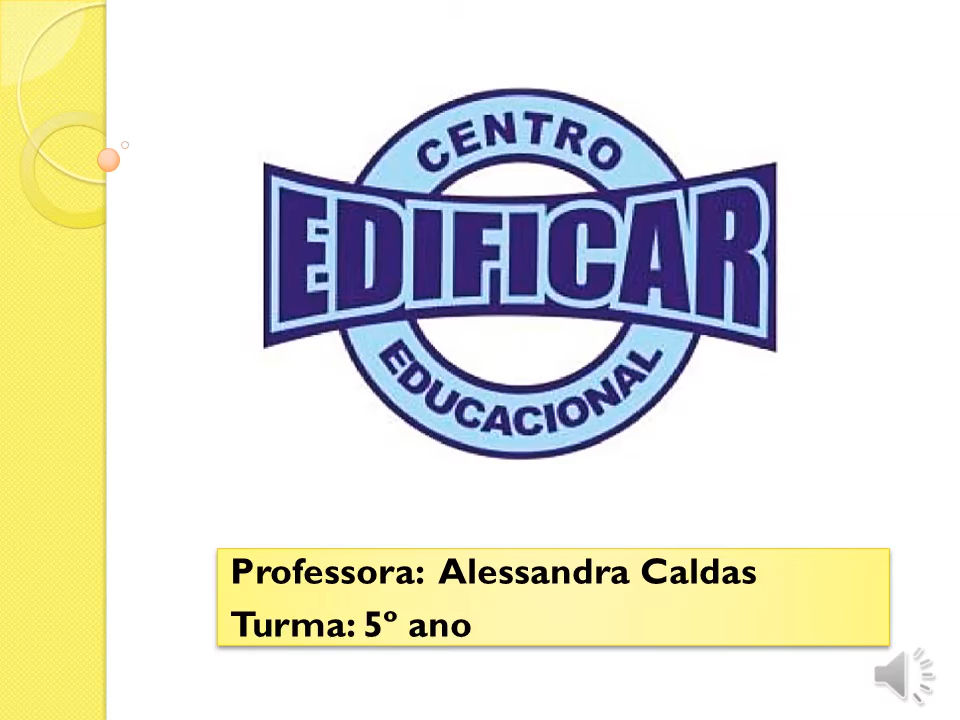 CENTRO
EDIFICAR
EDUCACIONAL
Professora: Alessandra Caldas
Turma: 5º ano